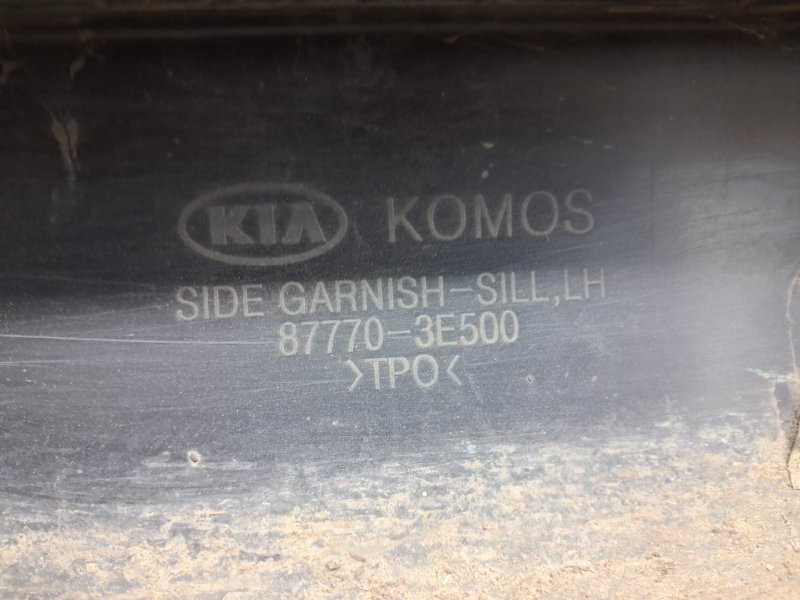 KIA KOMOS
SIDE GARNISH-SILL,LH
87770-3E500
>TPO<